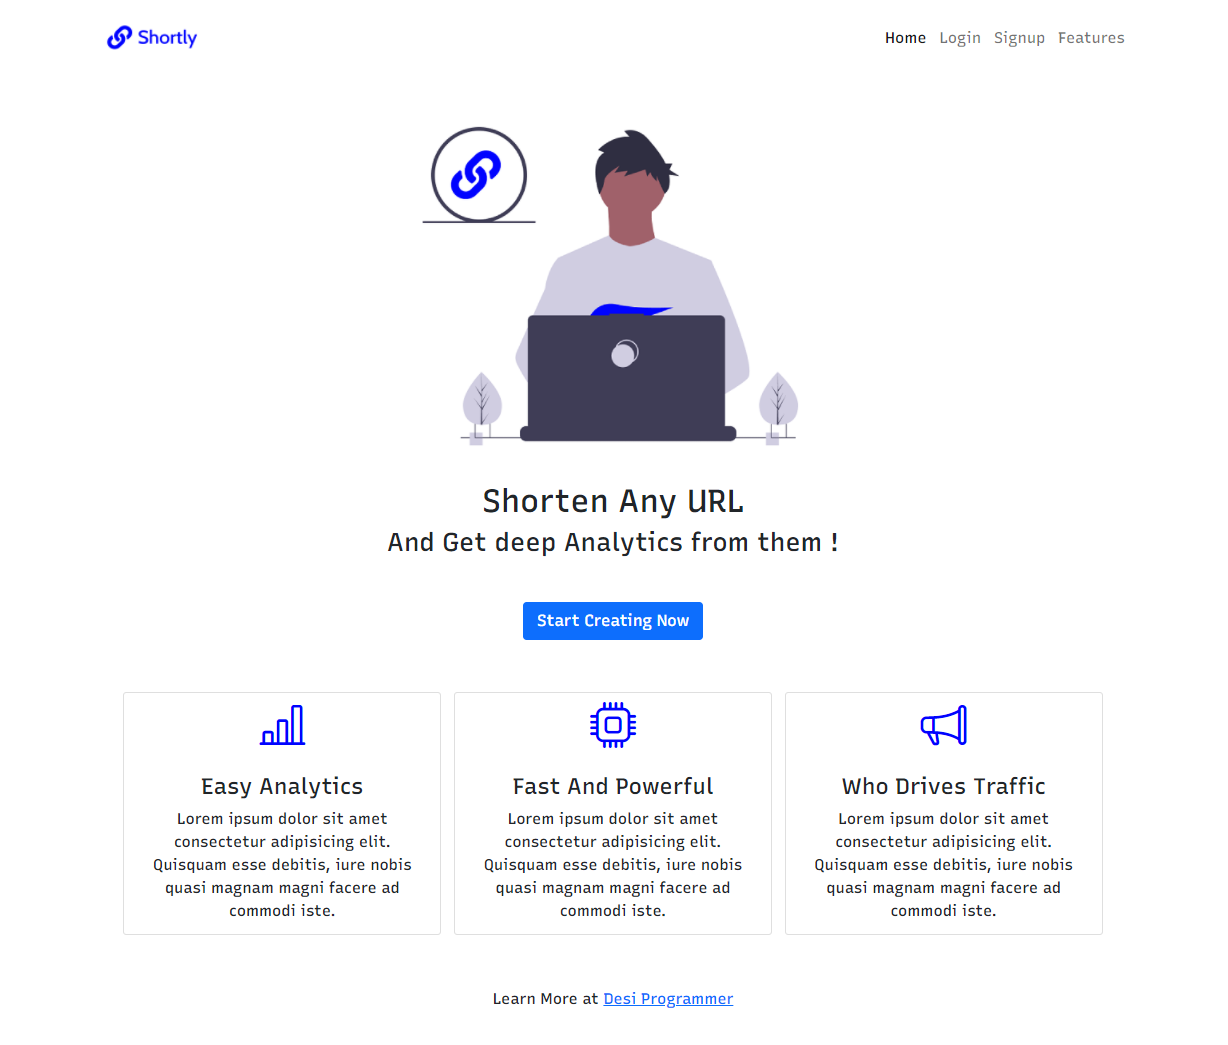 Shortly
Home Login Signup Features
Shorten Any URL
And Get deep Analytics from them !
Start Creating Now
Easy Analytics
Lorem ipsum dolor sit amet
consectetur adipisicing elit.
Quisquam esse debitis, iure nobis
quasi magnam magni facere ad
commodi iste.
Fast And Powerful
Lorem ipsum dolor sit amet
consectetur adipisicing elit.
Quisquam esse debitis, iure nobis
quasi magnam magni facere ad
commodi iste.
Who Drives Traffic
Lorem ipsum dolor sit amet
consectetur adipisicing elit.
Quisquam esse debitis, iure nobis
quasi magnam magni facere ad
commodi iste.
Learn More at Desi Programmer